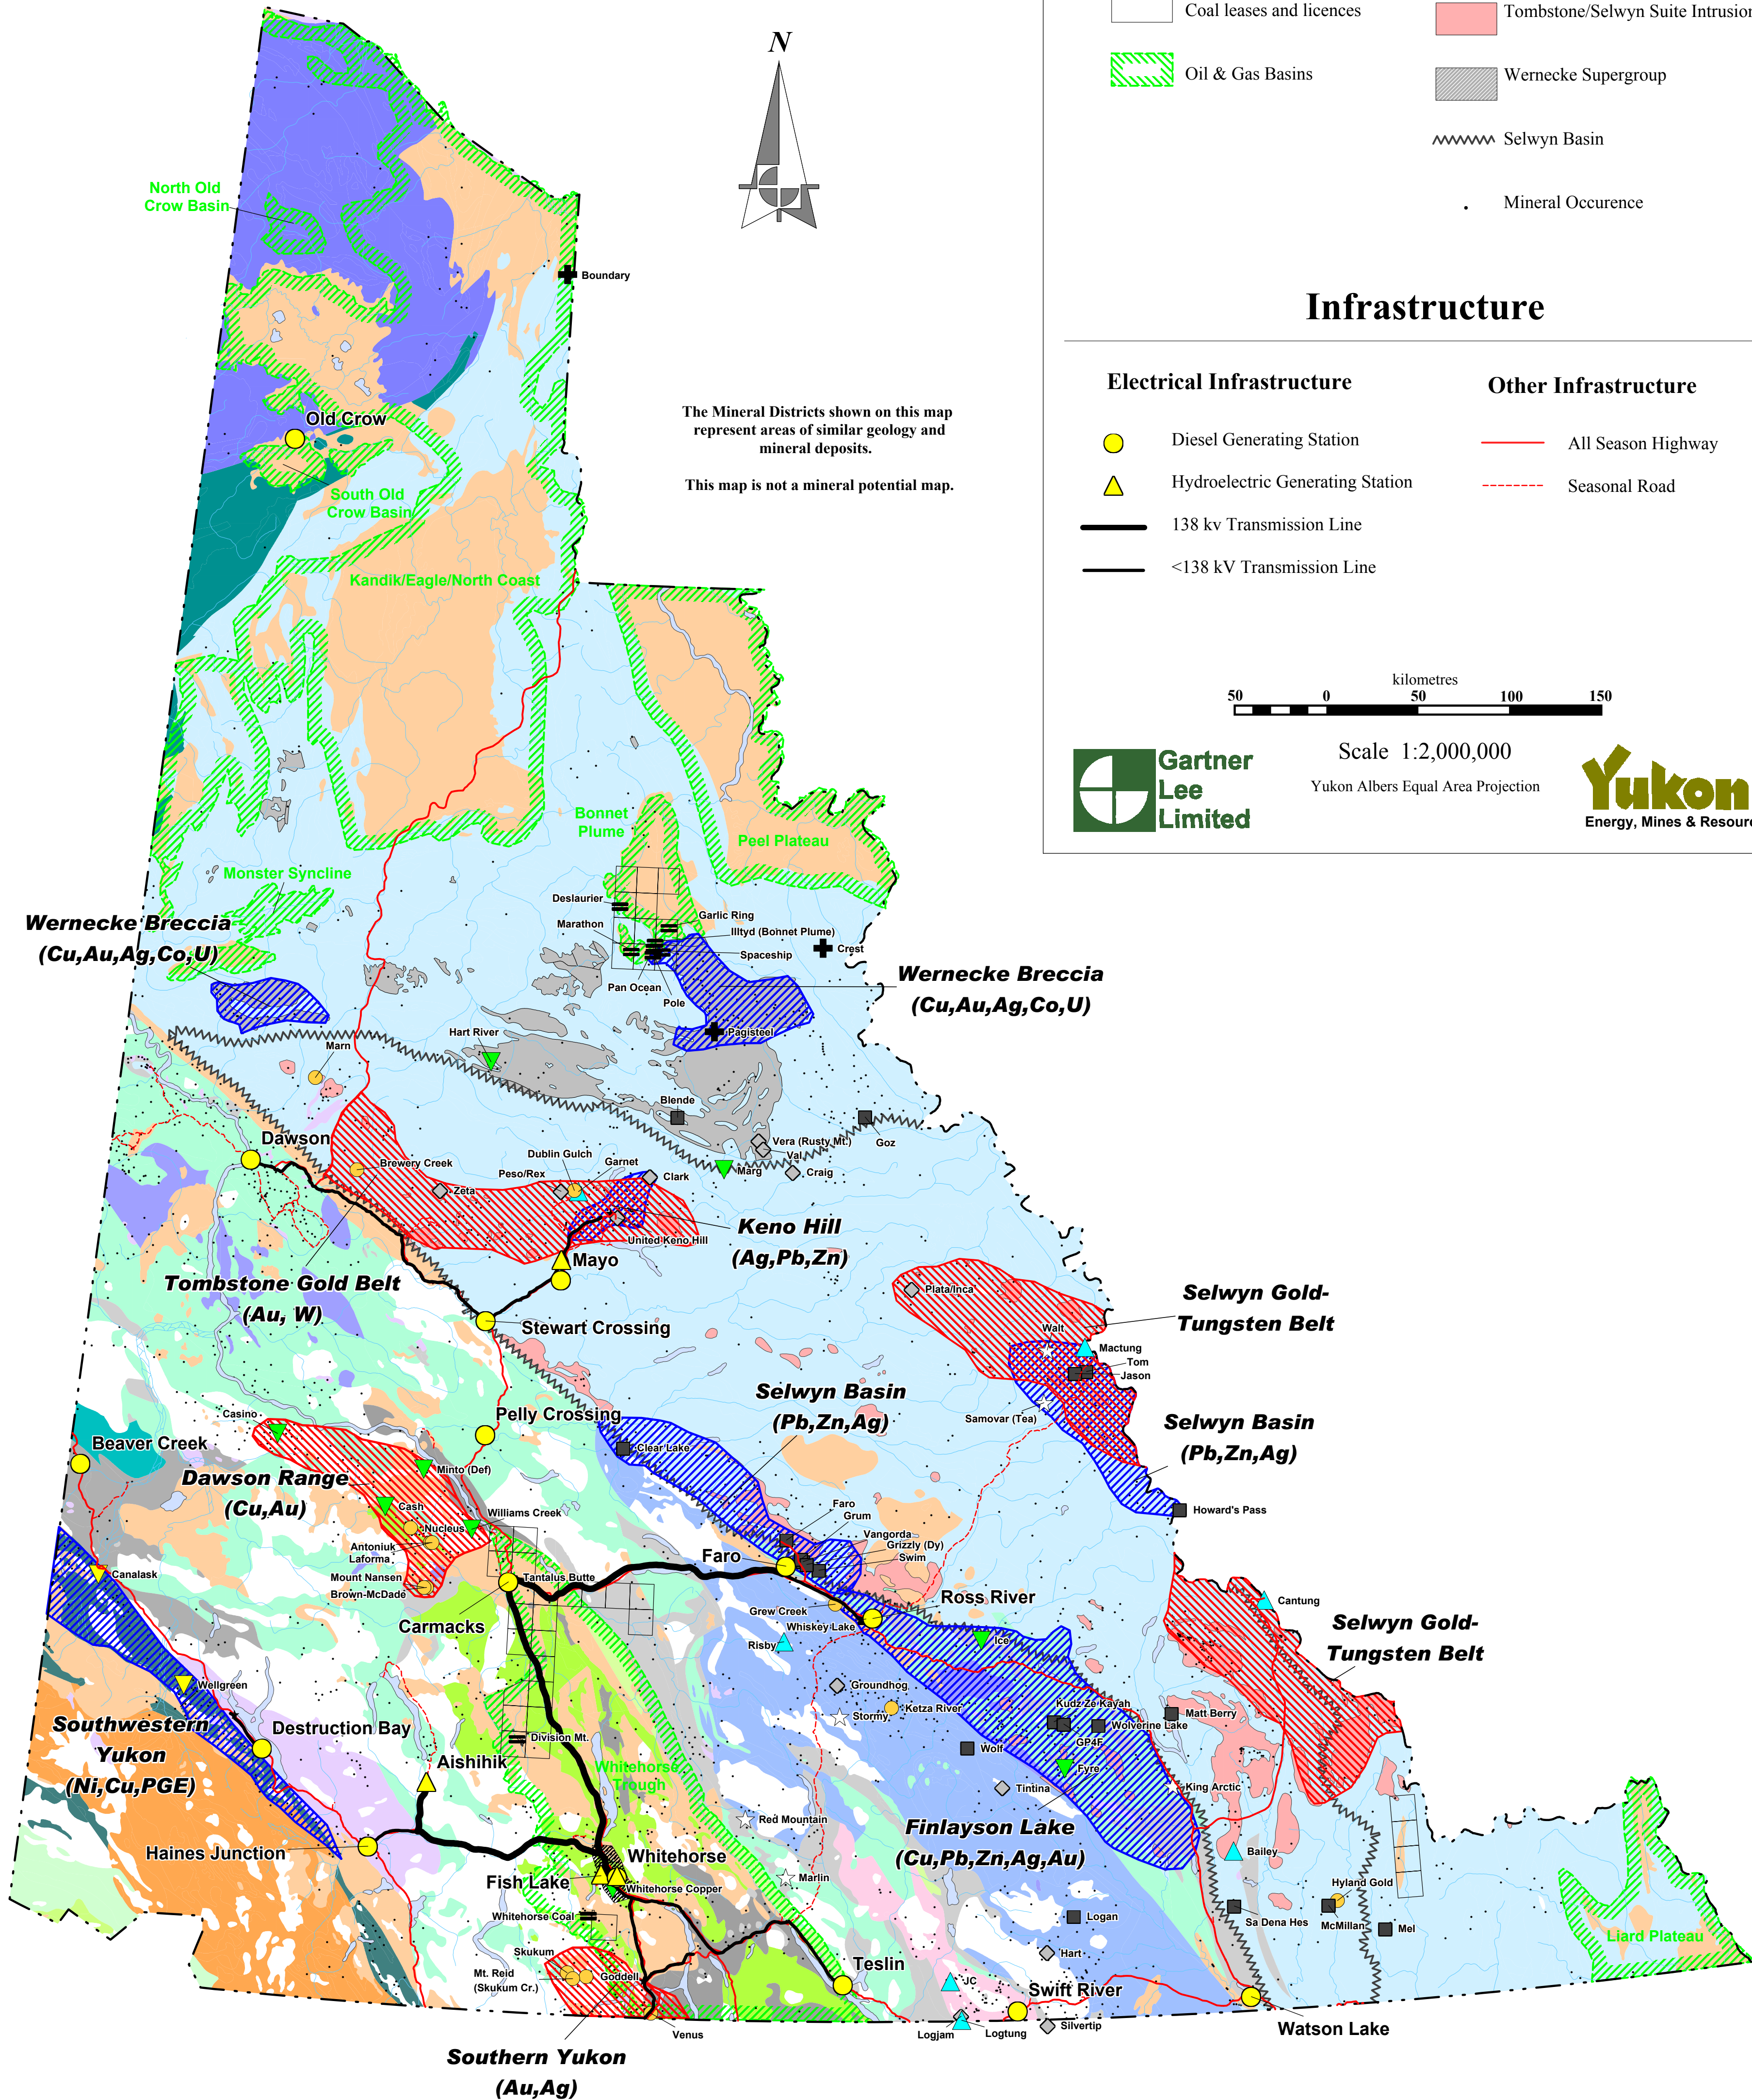 Coal leases and licences
Tombstone/Selwyn Suite Intrusion
Oil & Gas Basins
Wernecke Supergroup
Selwyn Basin
Mineral Occurence
N
Infrastructure
Electrical Infrastructure
Other Infrastructure
Diesel Generating Station
All Season Highway
Hydroelectric Generating Station
Seasonal Road
138 kv Transmission Line
<138 kV Transmission Line
kilometres
50 0 50 100 150
Scale 1:2,000,000
Yukon Albers Equal Area Projection
Gartner
Lee
Limited
Yukon
Energy, Mines & Resour
The Mineral Districts shown on this map
represent areas of similar geology and
mineral deposits.
This map is not a mineral potential map.
North Old
Crow Basin
Boundary
Old Crow
South Old
Crow Basin
Kandik/Eagle/North Coast
Bonnet
Plume
Peel Plateau
Monster Syncline
Deslaurier
Garlic Ring
Marathon
Illtyd (Bonnet Plume)
Spaceship
Crest
Pan Ocean
Pole
Pagisteel
Wernecke Breccia
(Cu,Au,Ag,Co,U)
Wernecke Breccia
(Cu,Au,Ag,Co,U)
Hart River
Marn
Blende
Goz
Vera (Rusty Mt.)
Val
Craig
Marg
Dawson
Brewery Creek
Dublin Gulch
Peso/Rex
Garnet
Clark
Zeta
United Keno Hill
Keno Hill
(Ag,Pb,Zn)
Mayo
Tombstone Gold Belt
(Au, W)
Stewart Crossing
Plata/Inca
Selwyn Gold-
Tungsten Belt
Walt
Mactung
Tom
Jason
Samovar (Tea)
Selwyn Basin
(Pb,Zn,Ag)
Selwyn Basin
(Pb,Zn,Ag)
Howard's Pass
Casino
Pelly Crossing
Clear Lake
Beaver Creek
Minto (Def)
Dawson Range
(Cu,Au)
Cash
Williams Creek
Nucleus
Antoniuk
Laforma
Mount Nansen
Brown-McDade
Tantalus Butte
Carmacks
Canalask
Faro
Grum
Vangorda
Grizzly (Dy)
Swim
Faro
Ross River
Grew Creek
Whiskey Lake
Risby
Ice
Cantung
Selwyn Gold-
Tungsten Belt
Wellgreen
Southwestern
Yukon
(Ni,Cu,PGE)
Destruction Bay
Aishihik
Division Mt.
Whitehorse
Trough
Groundhog
Stormy
Ketza River
Kudz Ze Kayah
Wolverine Lake
GP4F
Matt Berry
Wolf
Fyre
Tintina
King Arctic
Red Mountain
Finlayson Lake
(Cu,Pb,Zn,Ag,Au)
Haines Junction
Whitehorse
Fish Lake
Whitehorse Copper
Whitehorse Coal
Marlin
Bailey
Hyland Gold
Logan
Sa Dena Hes
McMillan
Mel
Liard Plateau
Hart
Skukum
Mt. Reid
(Skukum Cr.)
Goddell
Teslin
JC
Swift River
Venus
Logjam
Logtung
Silvertip
Watson Lake
Southern Yukon
(Au,Ag)